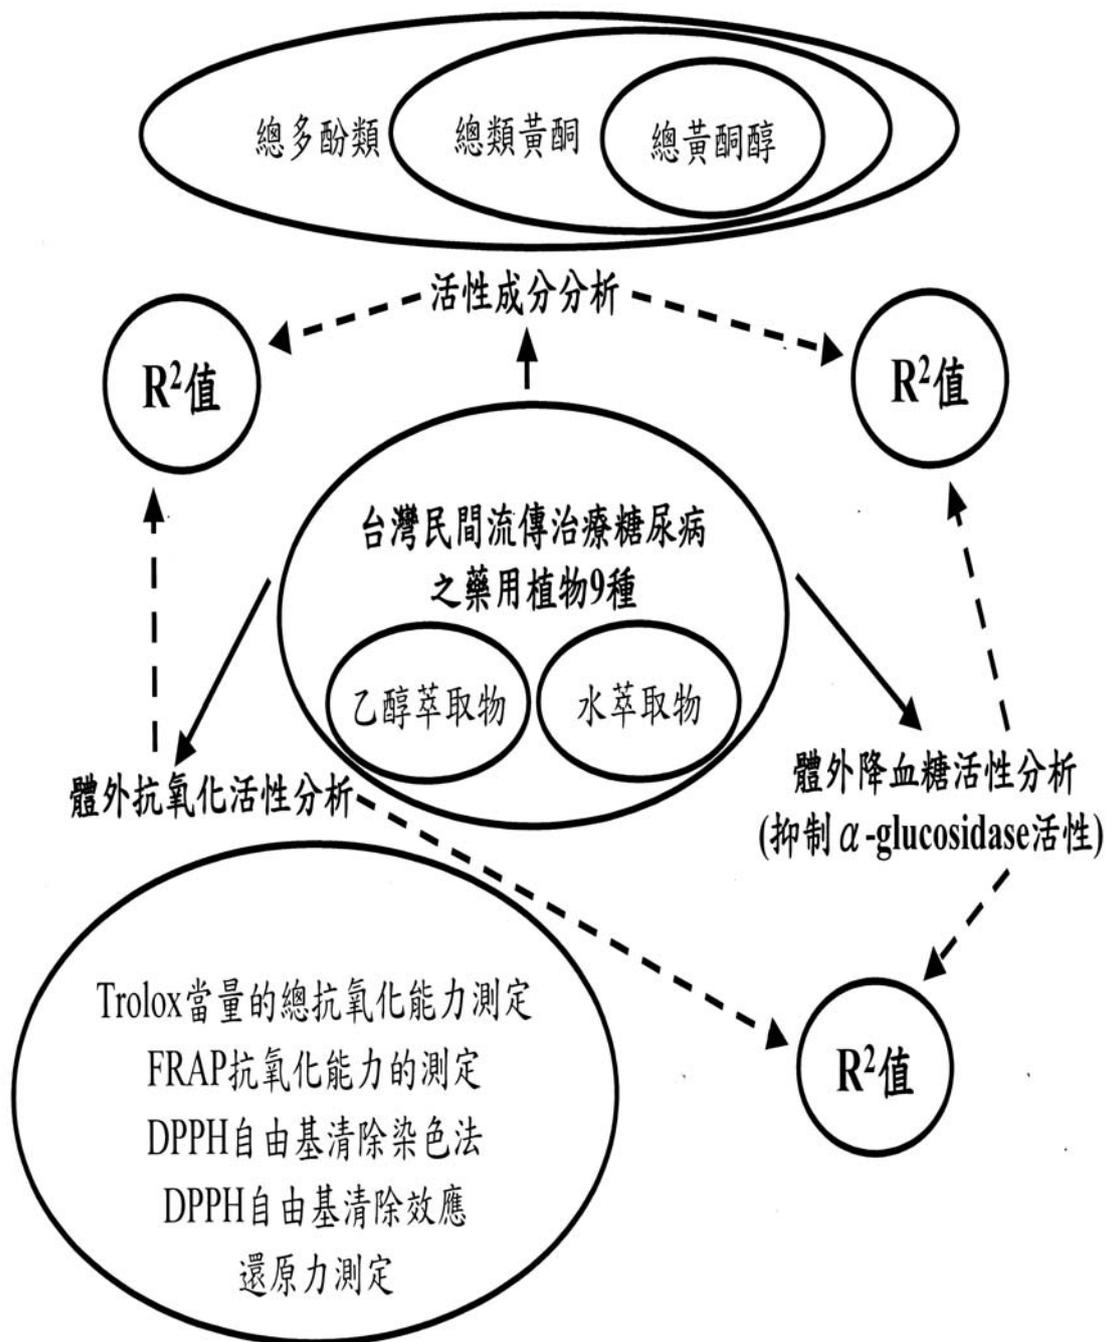 總多酚類 總類黃酮 總黃酮醇
活性成分分析
R²值
R²值
台灣民間流傳治療糖尿病
之藥用植物9種
乙醇萃取物
水萃取物
體外抗氧化活性分析
體外降血糖活性分析
(抑制α-glucosidase活性)
Trolox當量的總抗氧化能力測定
FRAP抗氧化能力的測定
DPPH自由基清除染色法
DPPH自由基清除效應
還原力測定
R²值